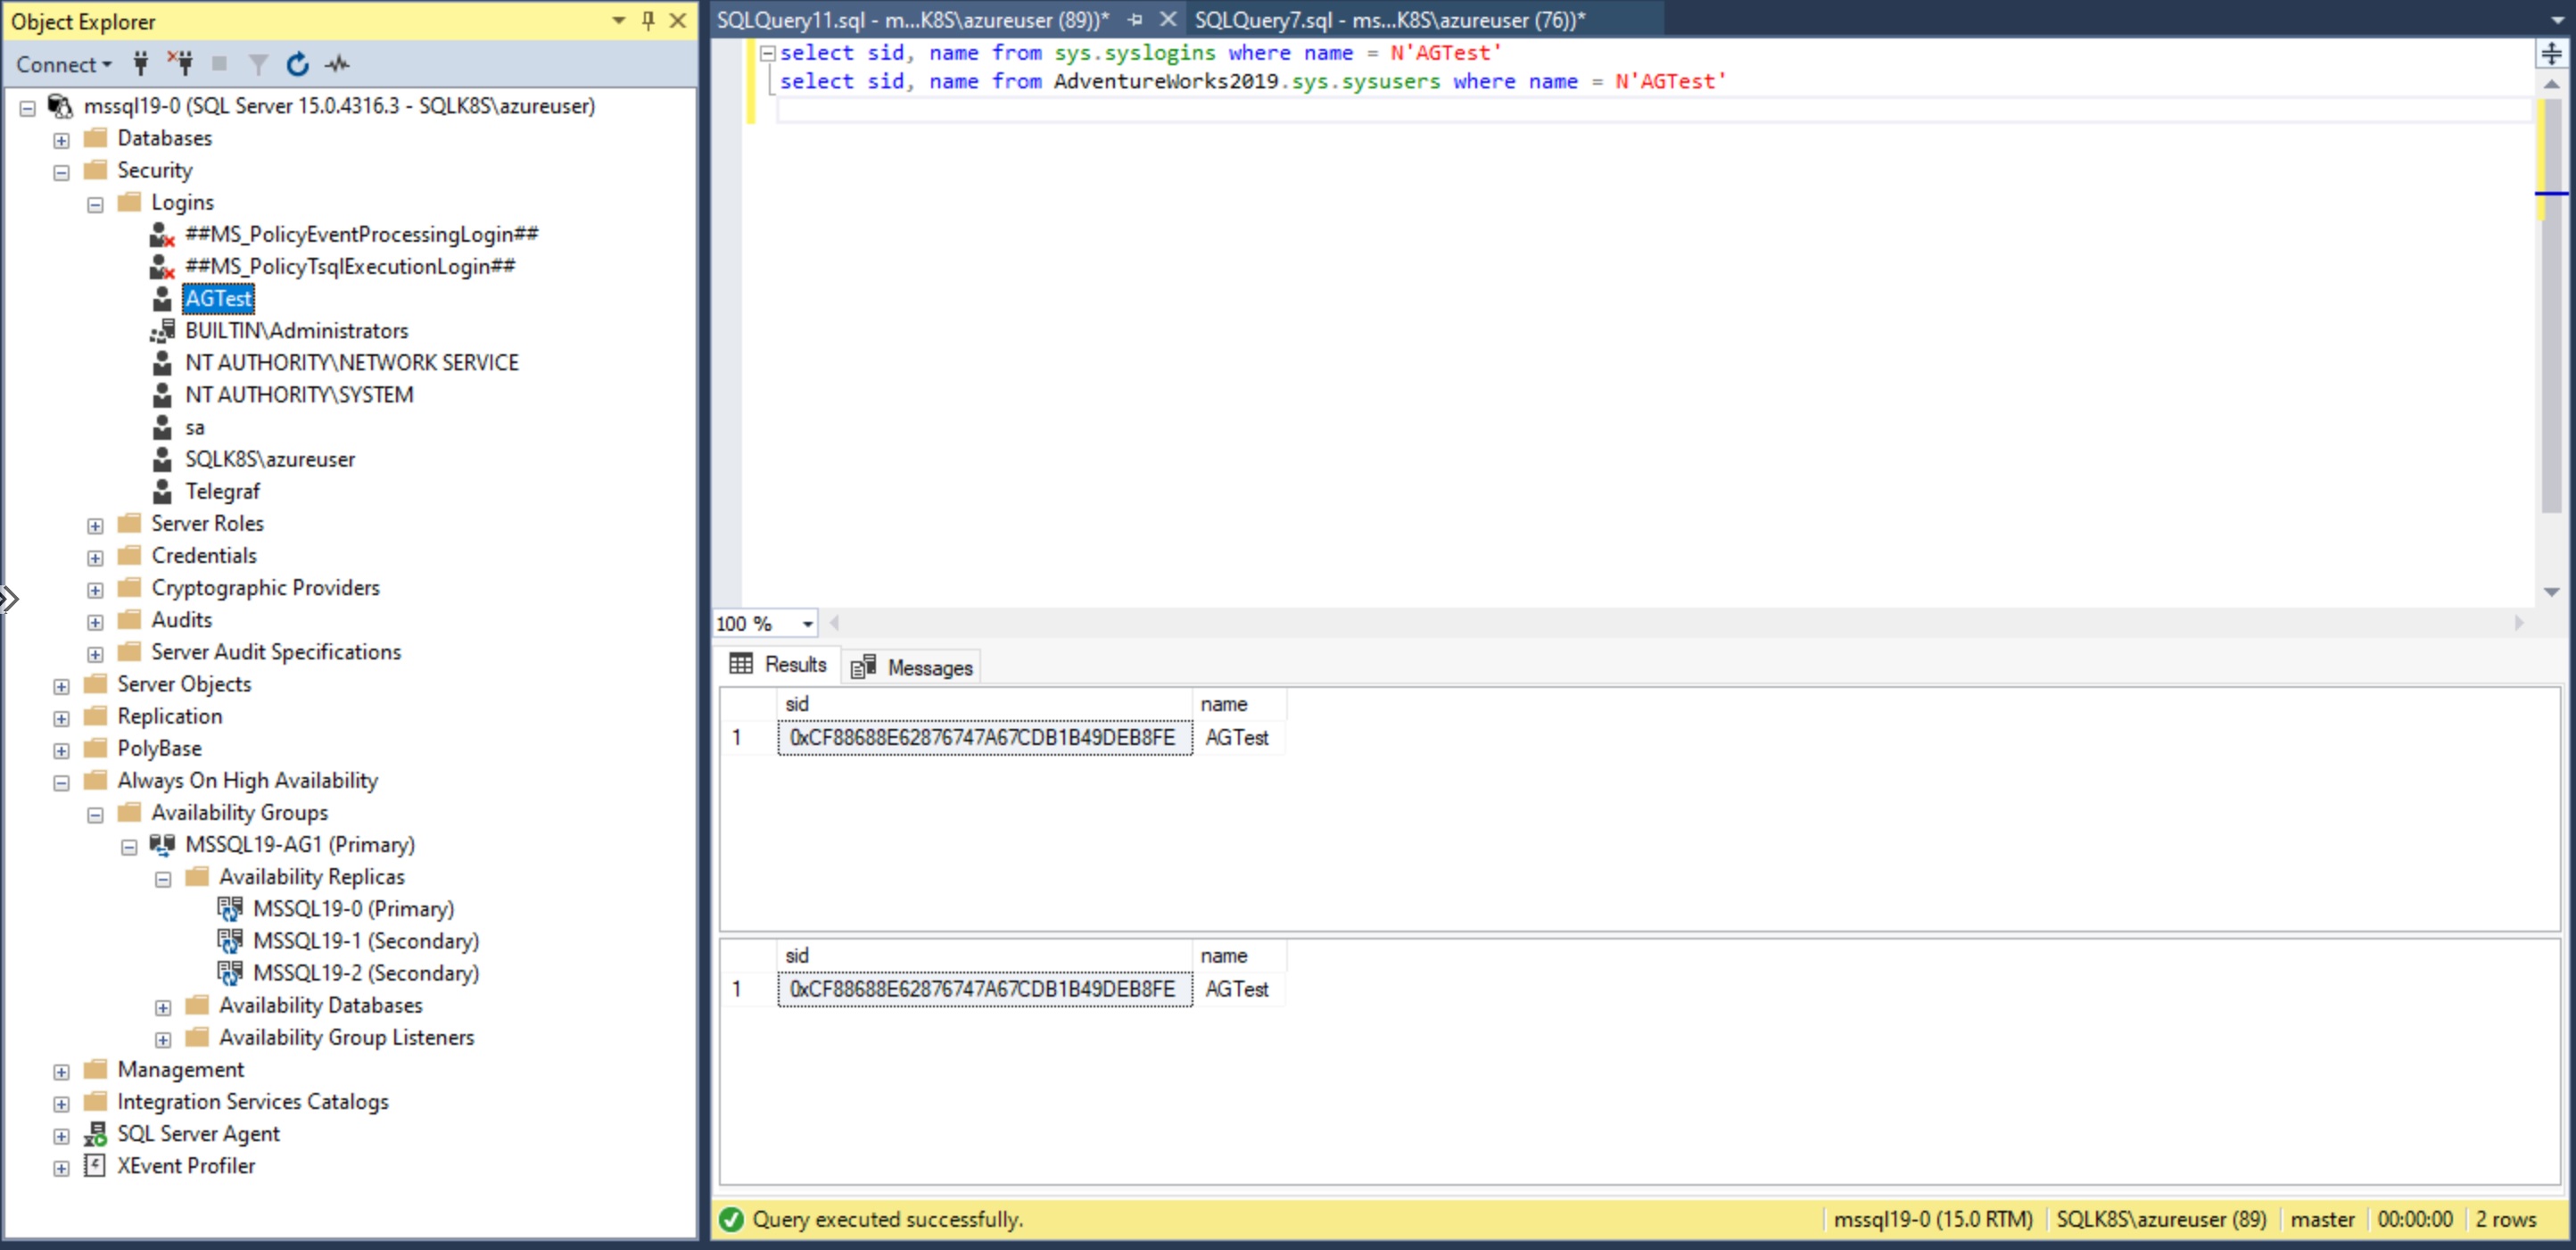 Object Explorer
Connect
mssql19-0 (SQL Server 15.0.4316.3 - SQLK8S\azureuser)
Databases
Security
Logins
##MS_PolicyEventProcessingLogin##
##MS_PolicyTsqlExecutionLogin##
AGTest
BUILTIN\Administrators
NT AUTHORITY\NETWORK SERVICE
NT AUTHORITY\SYSTEM
sa
SQLK8S\azureuser
Telegraf
Server Roles
Credentials
Cryptographic Providers
Audits
Server Audit Specifications
Server Objects
Replication
PolyBase
Always On High Availability
Availability Groups
MSSQL19-AG1 (Primary)
Availability Replicas
MSSQL19-0 (Primary)
MSSQL19-1 (Secondary)
MSSQL19-2 (Secondary)
Availability Databases
Availability Group Listeners
Management
Integration Services Catalogs
SQL Server Agent
XEvent Profiler
SQLQuery11.sql - m...K8S\azureuser (89))* SQLQuery7.sql - ms...K8S\azureuser (76))*
select sid, name from sys.syslogins where name = N'AGTest'
select sid, name from AdventureWorks2019.sys.sysusers where name = N'AGTest'
100 %
Results Messages
sid name
1 0xCF88688E62876747A67CDB1B49DEB8FE AGTest
sid name
1 0xCF88688E62876747A67CDB1B49DEB8FE AGTest
Query executed successfully. mssql19-0 (15.0 RTM) SQLK8S\azureuser (89) master 00:00:00 2 rows